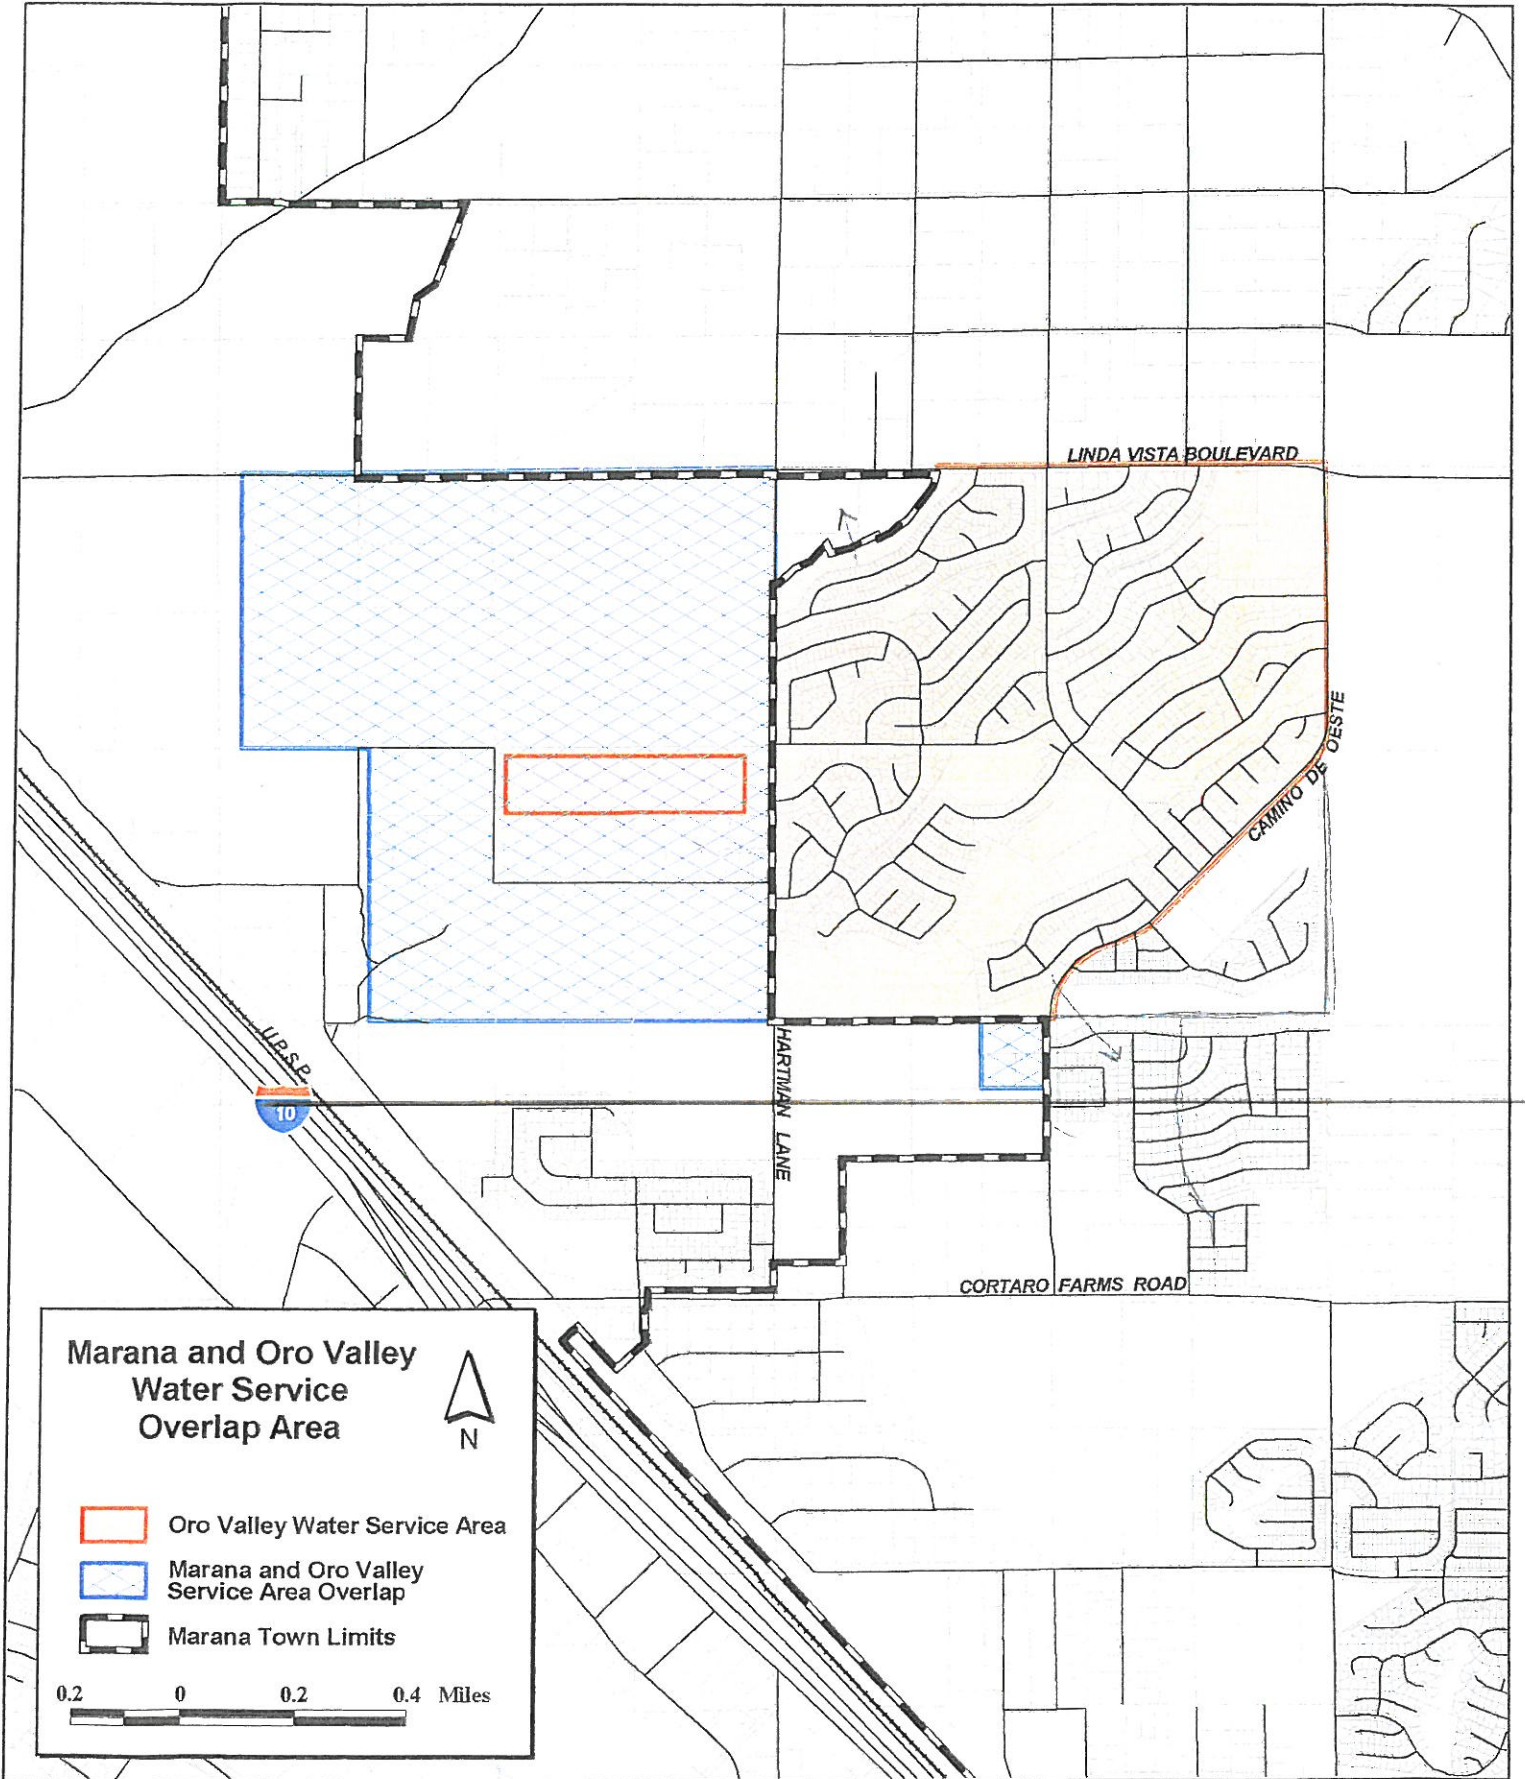 LINDA VISTA BOULEVARD
CAMINO DE OESTE
U.P.S.P.
10
HARTMAN LANE
CORTARO FARMS ROAD
Marana and Oro Valley
Water Service
Overlap Area
N
Oro Valley Water Service Area
Marana and Oro Valley
Service Area Overlap
Marana Town Limits
0.2 0 0.2 0.4 Miles